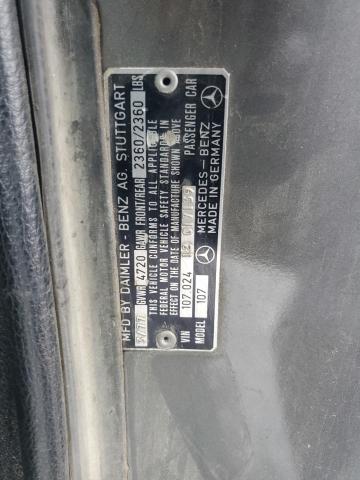 MFD BY DAIMLER-BENZ AG. STUTTGART
GVWR 4720 GAWR FRONT/REAR 2360/2360 LBS
THIS VEHICLE CONFORMS TO ALL APPLICABLE
FEDERAL MOTOR VEHICLE SAFETY STANDARDS IN
EFFECT ON THE DATE OF MANUFACTURE SHOWN ABOVE
VIN 107.024 PASSENGER CAR
MODEL 107 MERCEDES-BENZ
MADE IN GERMANY